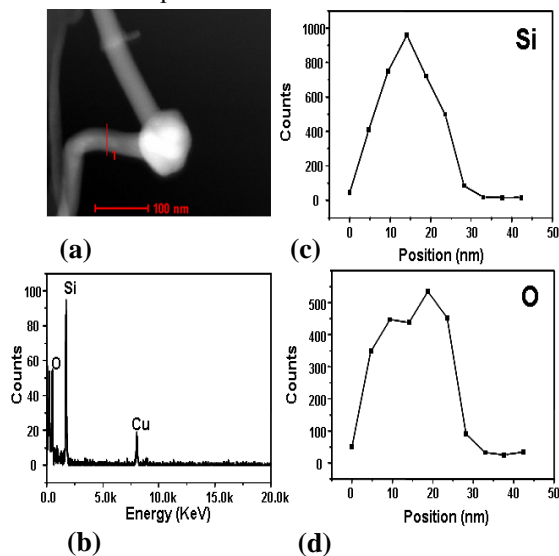 100 nm
(a)
Si
Counts
1000
800
600
400
200
0
0 10 20 30 40 50
Position (nm)
(c)
Counts
100
80
60
40
20
0
Si
O
Cu
0.0 5.0k 10.0k 15.0k 20.0k
Energy (KeV)
(b)
O
Counts
500
400
300
200
100
0
0 10 20 30 40 50
Position (nm)
(d)